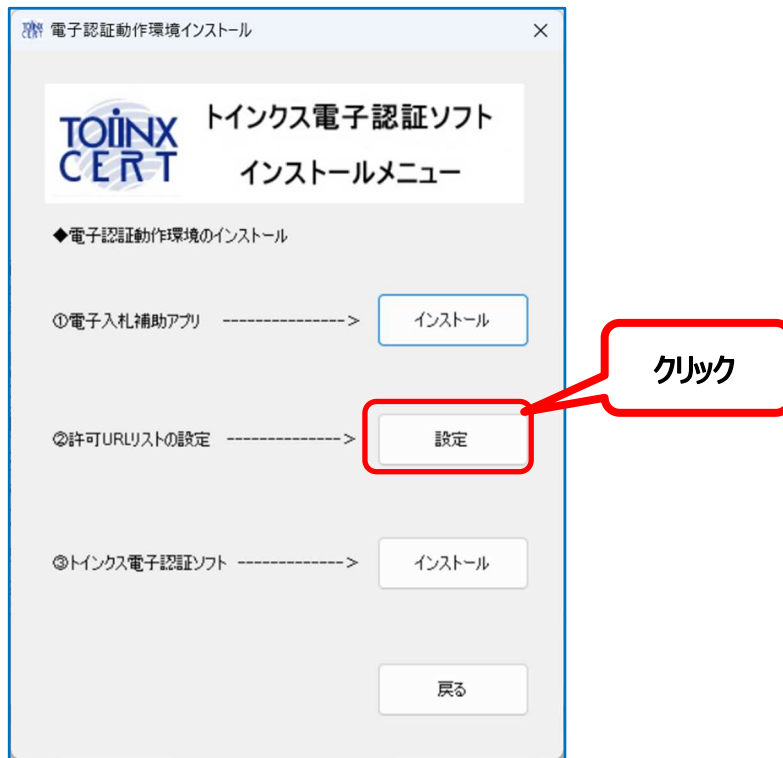 電子認証動作環境インストール
TOiNX
CERT
トインクス電子認証ソフト
インストールメニュー
◆電子認証動作環境のインストール
①電子入札補助アプリ ---------------> インストール
クリック
②許可URLリストの設定 --------------> 設定
③トインクス電子認証ソフト -------------> インストール
戻る